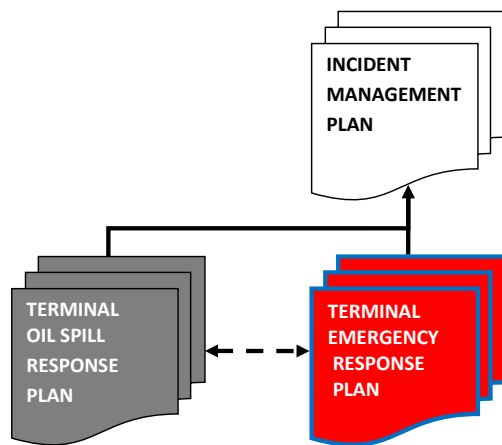 INCIDENT
MANAGEMENT
PLAN
TERMINAL
OIL SPILL
RESPONSE
PLAN
TERMINAL
EMERGENCY
RESPONSE
PLAN